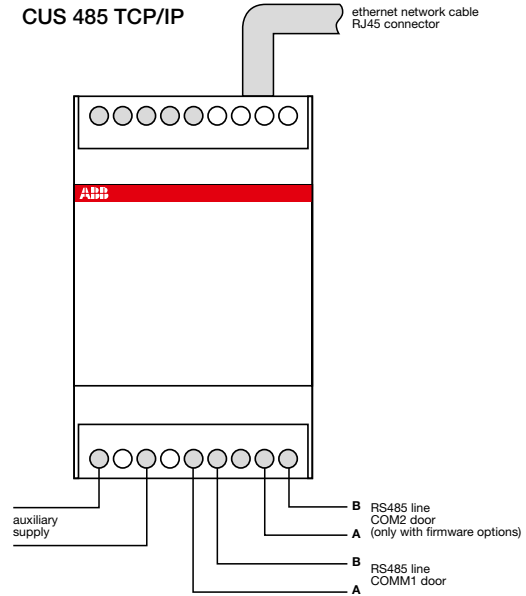 CUS 485 TCP/IP
ethernet network cable
RJ45 connector
ABB
auxiliary
supply
B RS485 line
COM2 door
A (only with firmware options)
B RS485 line
COMM1 door
A